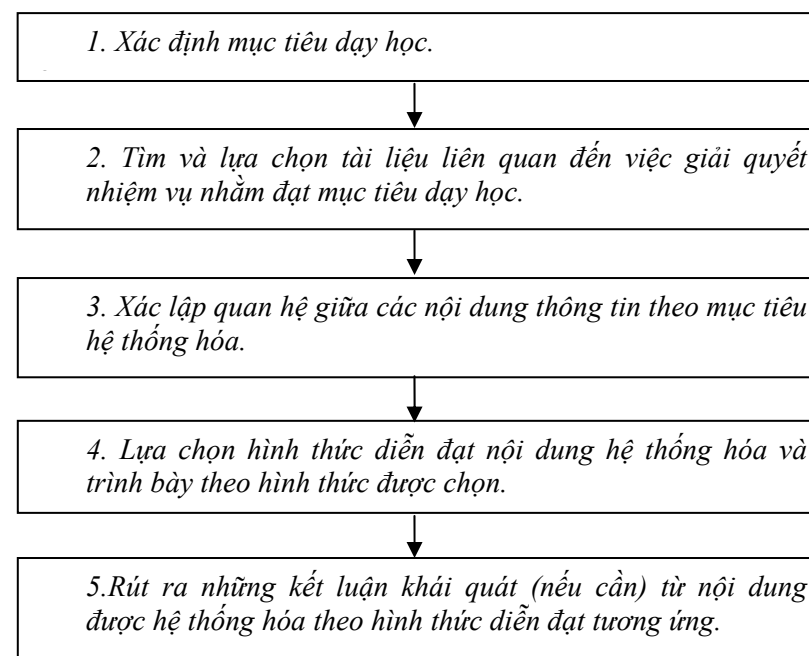 1. Xác định mục tiêu dạy học.
2. Tìm và lựa chọn tài liệu liên quan đến việc giải quyết
nhiệm vụ nhằm đạt mục tiêu dạy học.
3. Xác lập quan hệ giữa các nội dung thông tin theo mục tiêu
hệ thống hóa.
4. Lựa chọn hình thức diễn đạt nội dung hệ thống hóa và
trình bày theo hình thức được chọn.
5.Rút ra những kết luận khái quát (nếu cần) từ nội dung
được hệ thống hóa theo hình thức diễn đạt tương ứng.